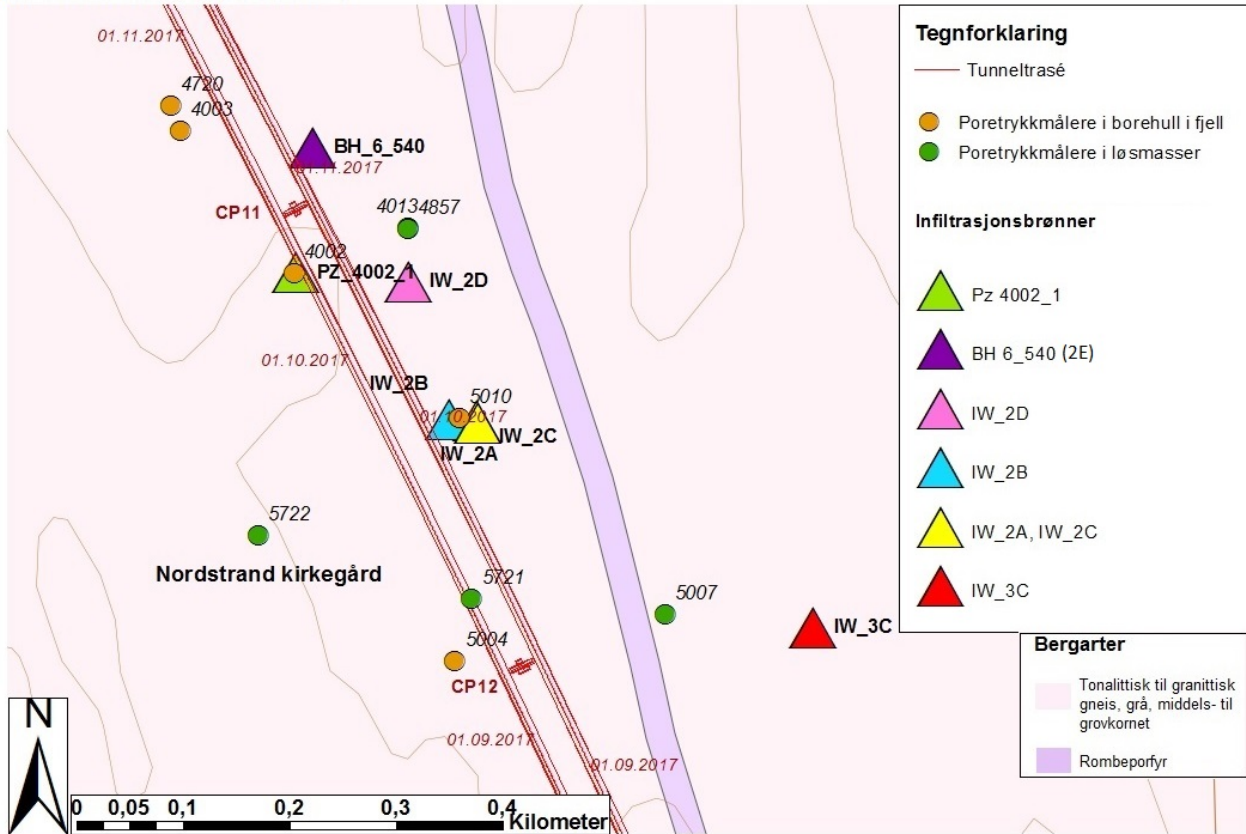 01.11.2017
4720
4003
BH_6_540
01.11.2017
CP11
40134857
4002
PZ_4002_1
IW_2D
01.10.2017
IW_2B
5010
01.10.2017
IW_2C
IW_2A
5722
Nordstrand kirkegård
5721
5007
IW_3C
5004
CP12
01.09.2017
01.09.2017
N
0 0,05 0,1 0,2 0,3 0,4
Kilometer
Tegnforklaring
Tunneltrasé
Poretrykkmålere i borehull i fjell
Poretrykkmålere i løsmasser
Infiltrasjonsbrønner
Pz 4002_1
BH 6_540 (2E)
IW_2D
IW_2B
IW_2A, IW_2C
IW_3C
Bergarter
Tonalittisk til granittisk
gneis, grå, middels- til
grovkornet
Rombeporfyr